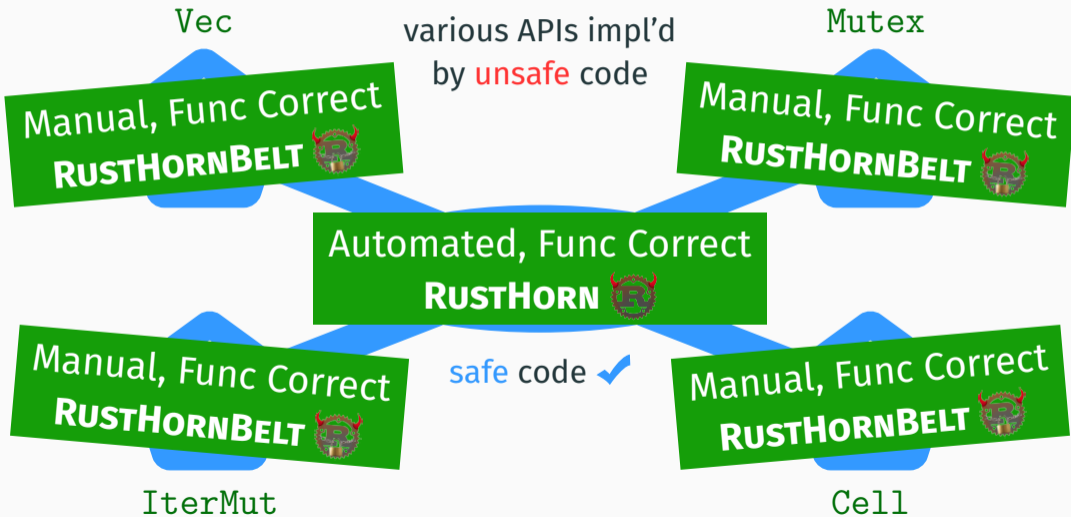 Vec
various APIs impl’d
by unsafe code
Mutex
Manual, Func Correct
RUSTHORNBELT
Manual, Func Correct
RUSTHORNBELT
Automated, Func Correct
RUSTHORN
Manual, Func Correct
RUSTHORNBELT
safe code
Manual, Func Correct
RUSTHORNBELT
IterMut
Cell